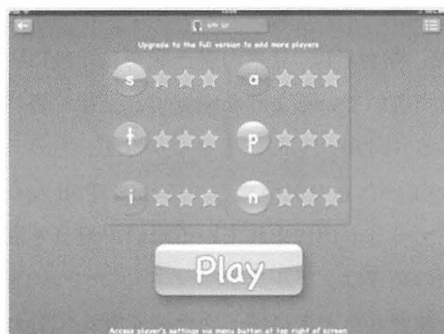 Upgrade to the full version to add more players
s a
t p
i n
Play
Access player's settings via menu button at top right of screen